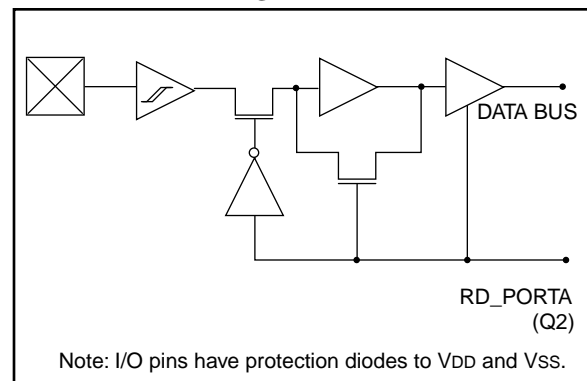 DATA BUS
RD_PORTA
(Q2)
Note: I/O pins have protection diodes to VDD and VSS.